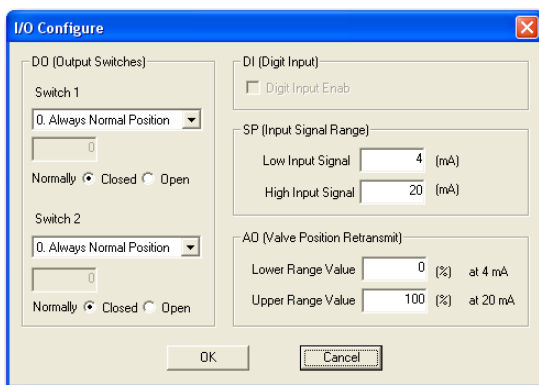 I/O Configure
DO (Output Switches)
Switch 1
0. Always Normal Position
0
Normally Closed Open
Switch 2
0. Always Normal Position
0
Normally Closed Open
DI (Digit Input)
Digit Input Enab
SP (Input Signal Range)
Low Input Signal 4 (mA)
High Input Signal 20 (mA)
AO (Valve Position Retransmit)
Lower Range Value 0 (%) at 4 mA
Upper Range Value 100 (%) at 20 mA
OK Cancel